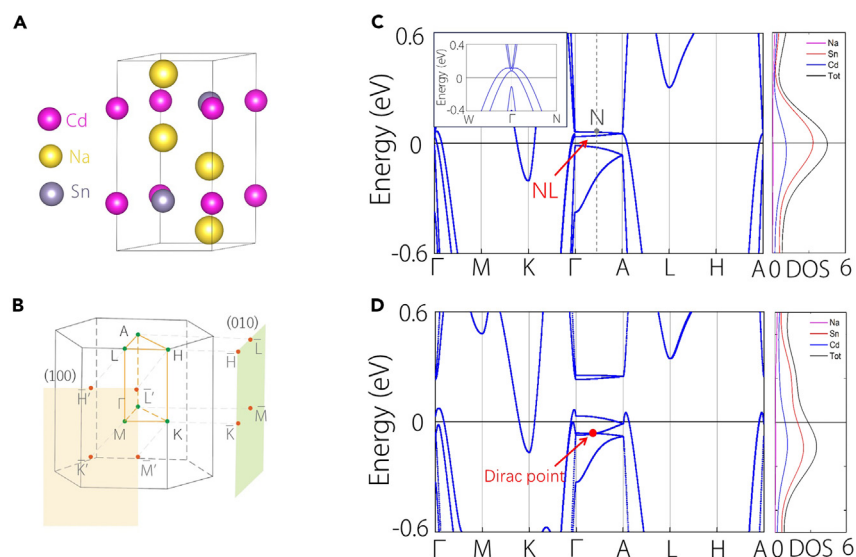 A
Cd
Na
Sn
B
(010)
A
L
H
L̅
H̅
(100)
H̅′
Γ
L̅′
M̅
M
K
K̅
K̅′
M̅′
C
0.6
0
-0.6
Energy (eV)
0.4
0
-0.4
Energy (eV)
W Γ N
N
NL
Γ M K Γ A L H A
Na
Sn
Cd
Tot
0 DOS 6
D
0.6
0
-0.6
Energy (eV)
Dirac point
Γ M K Γ A L H A
Na
Sn
Cd
Tot
0 DOS 6